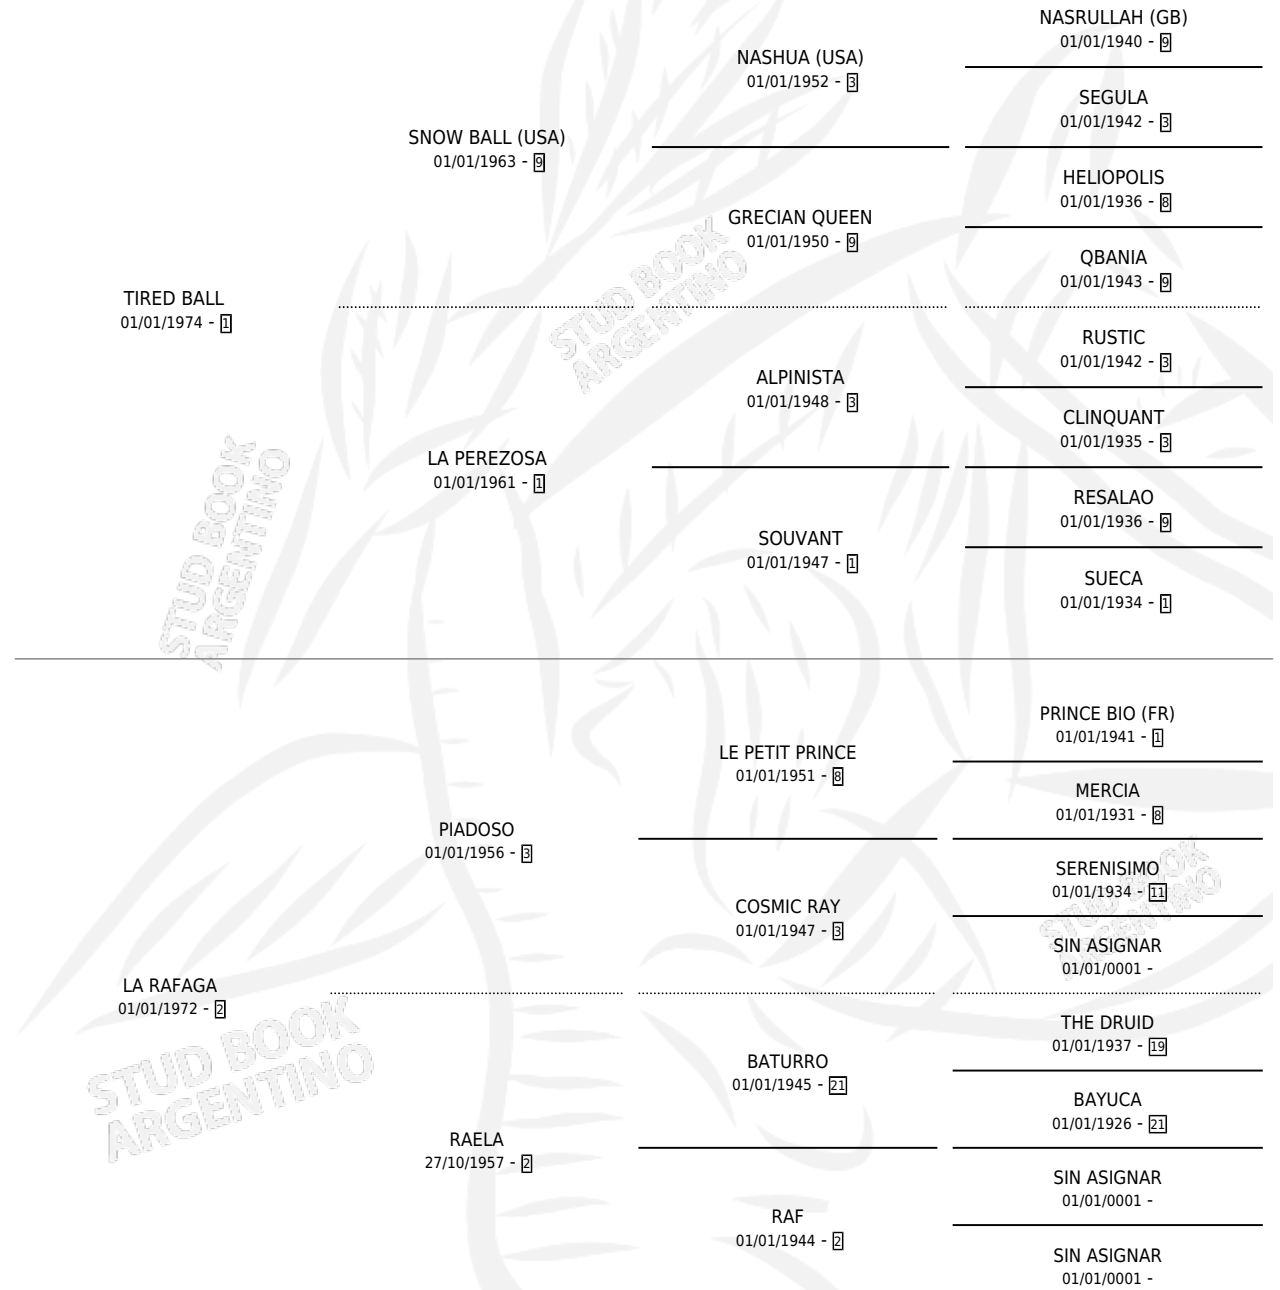 NASRULLAH (GB)
01/01/1940 - 9
NASHUA (USA)
01/01/1952 - 3
SEGULA
01/01/1942 - 3
SNOW BALL (USA)
01/01/1963 - 9
HELIOPOLIS
01/01/1936 - 8
GRECIAN QUEEN
01/01/1950 - 9
QBANIA
01/01/1943 - 9
TIRED BALL
01/01/1974 - 1
RUSTIC
01/01/1942 - 3
ALPINISTA
01/01/1948 - 3
CLINQUANT
01/01/1935 - 3
LA PEREZOSA
01/01/1961 - 1
RESALAO
01/01/1936 - 9
SOUVANT
01/01/1947 - 1
SUECA
01/01/1934 - 1
PRINCE BIO (FR)
01/01/1941 - 1
LE PETIT PRINCE
01/01/1951 - 8
MERCIA
01/01/1931 - 8
PIADOSO
01/01/1956 - 3
SERENISIMO
01/01/1934 - 11
COSMIC RAY
01/01/1947 - 3
SIN ASIGNAR
01/01/0001 -
LA RAFAGA
01/01/1972 - 2
THE DRUID
01/01/1937 - 19
BATURRO
01/01/1945 - 21
BAYUCA
01/01/1926 - 21
RAELA
27/10/1957 - 2
SIN ASIGNAR
01/01/0001 -
RAF
01/01/1944 - 2
SIN ASIGNAR
01/01/0001 -
STUD BOOK
ARGENTINO
STUD BOOK
ARGENTINO
STUD BOOK
ARGENTINO
STUD BOOK
ARGENTINO